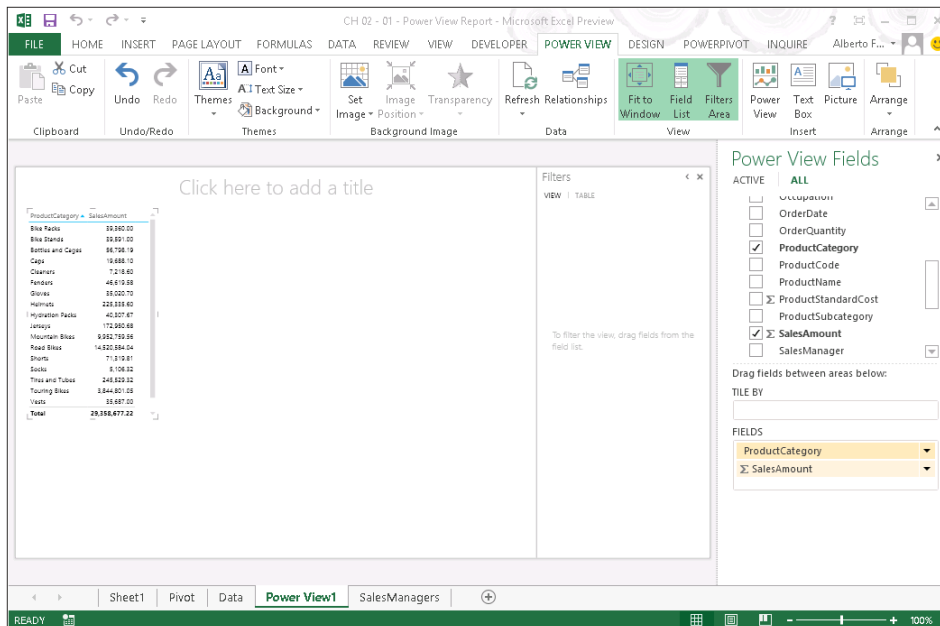 CH 02 - 01 - Power View Report - Microsoft Excel Preview
FILE HOME INSERT PAGE LAYOUT FORMULAS DATA REVIEW VIEW DEVELOPER POWER VIEW DESIGN POWERPIVOT INQUIRE Alberto F...
Paste
Cut
Copy
Clipboard
Undo Redo
Undo/Redo
Themes
Font
Text Size
Background
Themes
Set Image
Image Position
Transparency
Background Image
Refresh Relationships
Data
Fit to Window
Field List
Filters Area
View
Power View
Text Box
Picture
Insert
Arrange
Arrange
Click here to add a title
ProductCategory SalesAmount
Bike Racks 39,360.00
Bike Stands 39,591.00
Bottles and Cages 56,798.19
Caps 19,688.10
Cleaners 7,218.60
Fenders 46,619.58
Gloves 35,020.70
Helmets 225,335.60
Hydration Packs 40,307.67
Jerseys 172,950.68
Mountain Bikes 9,952,759.56
Road Bikes 14,520,584.04
Shorts 71,319.81
Socks 5,106.32
Tires and Tubes 245,529.32
Touring Bikes 3,844,801.05
Vests 35,687.00
Total 29,358,677.22
Filters
VIEW | TABLE
To filter the view, drag fields from the
field list.
Power View Fields
ACTIVE ALL
Occupation
OrderDate
OrderQuantity
ProductCategory
ProductCode
ProductName
Σ ProductStandardCost
ProductSubcategory
Σ SalesAmount
SalesManager
Drag fields between areas below:
TILE BY
FIELDS
ProductCategory
Σ SalesAmount
Sheet1 Pivot Data Power View1 SalesManagers
READY 100%